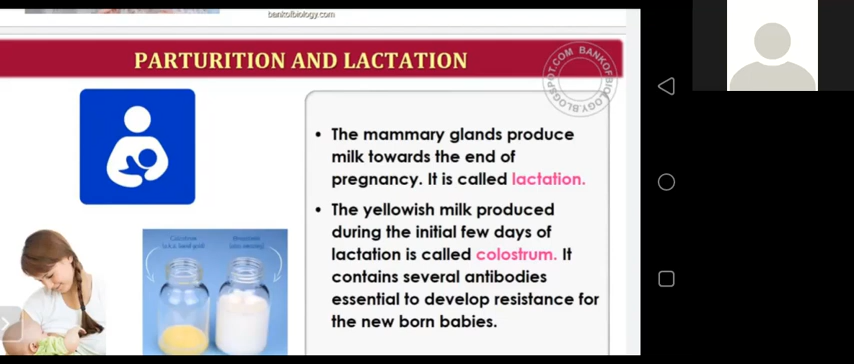 bankofbiology.com
PARTURITION AND LACTATION
BANKOFBIOLOGY.BLOGSPOT.COM
• The mammary glands produce
milk towards the end of
pregnancy. It is called lactation.
• The yellowish milk produced
during the initial few days of
lactation is called colostrum. It
contains several antibodies
essential to develop resistance for
the new born babies.
Colostrum